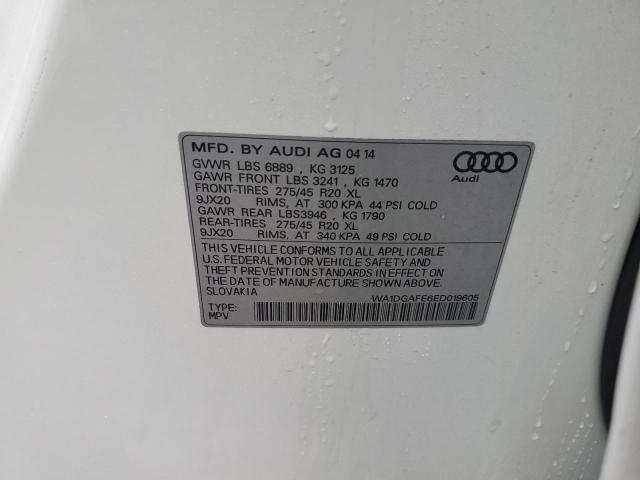 MFD. BY AUDI AG 04 14
GVWR LBS 6889 , KG 3125
GAWR FRONT LBS 3241 , KG 1470
FRONT-TIRES 275/45 R20 XL
9JX20 RIMS, AT 300 KPA 44 PSI COLD
GAWR REAR LBS3946 , KG 1790
REAR-TIRES 275/45 R20 XL
9JX20 RIMS, AT 340 KPA 49 PSI COLD
Audi
THIS VEHICLE CONFORMS TO ALL APPLICABLE
U.S. FEDERAL MOTOR VEHICLE SAFETY AND
THEFT PREVENTION STANDARDS IN EFFECT ON
THE DATE OF MANUFACTURE SHOWN ABOVE.
SLOVAKIA
WA1DGAFE6ED019605
TYPE:
MPV